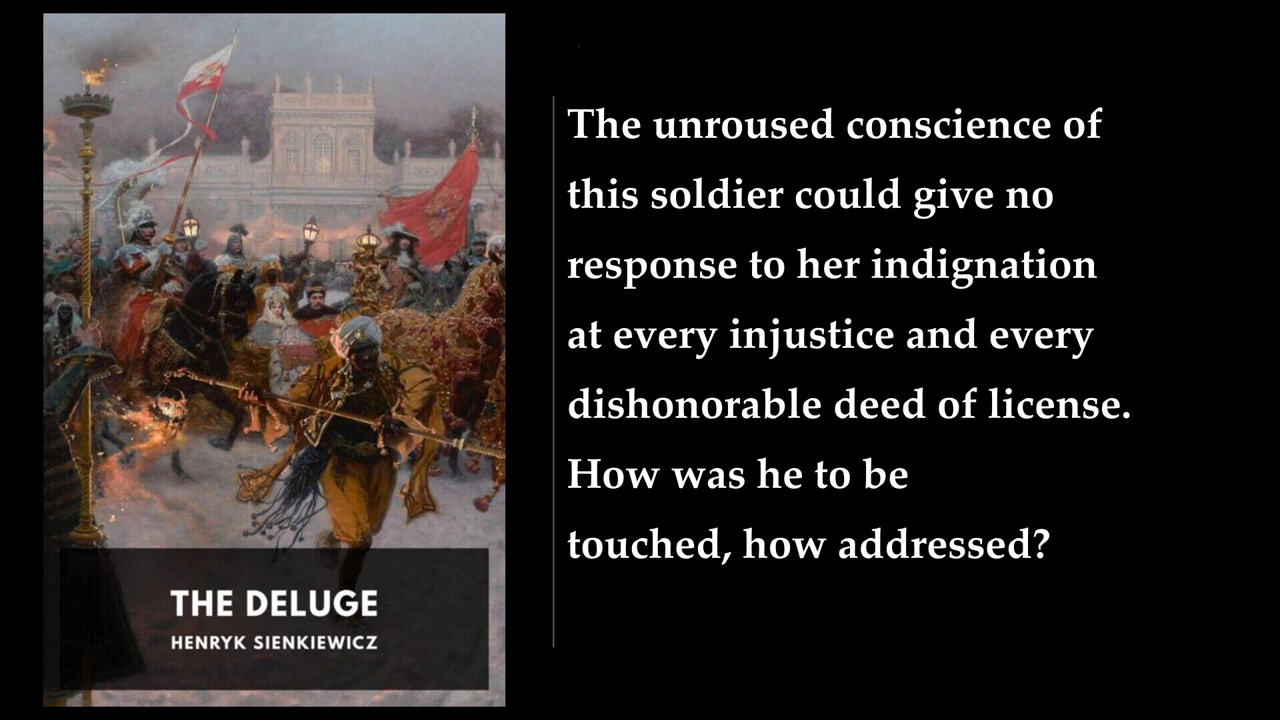 The unroused conscience of
this soldier could give no
response to her indignation
at every injustice and every
dishonorable deed of license.
How was he to be
touched, how addressed?
THE DELUGE
HENRYK SIENKIEWICZ